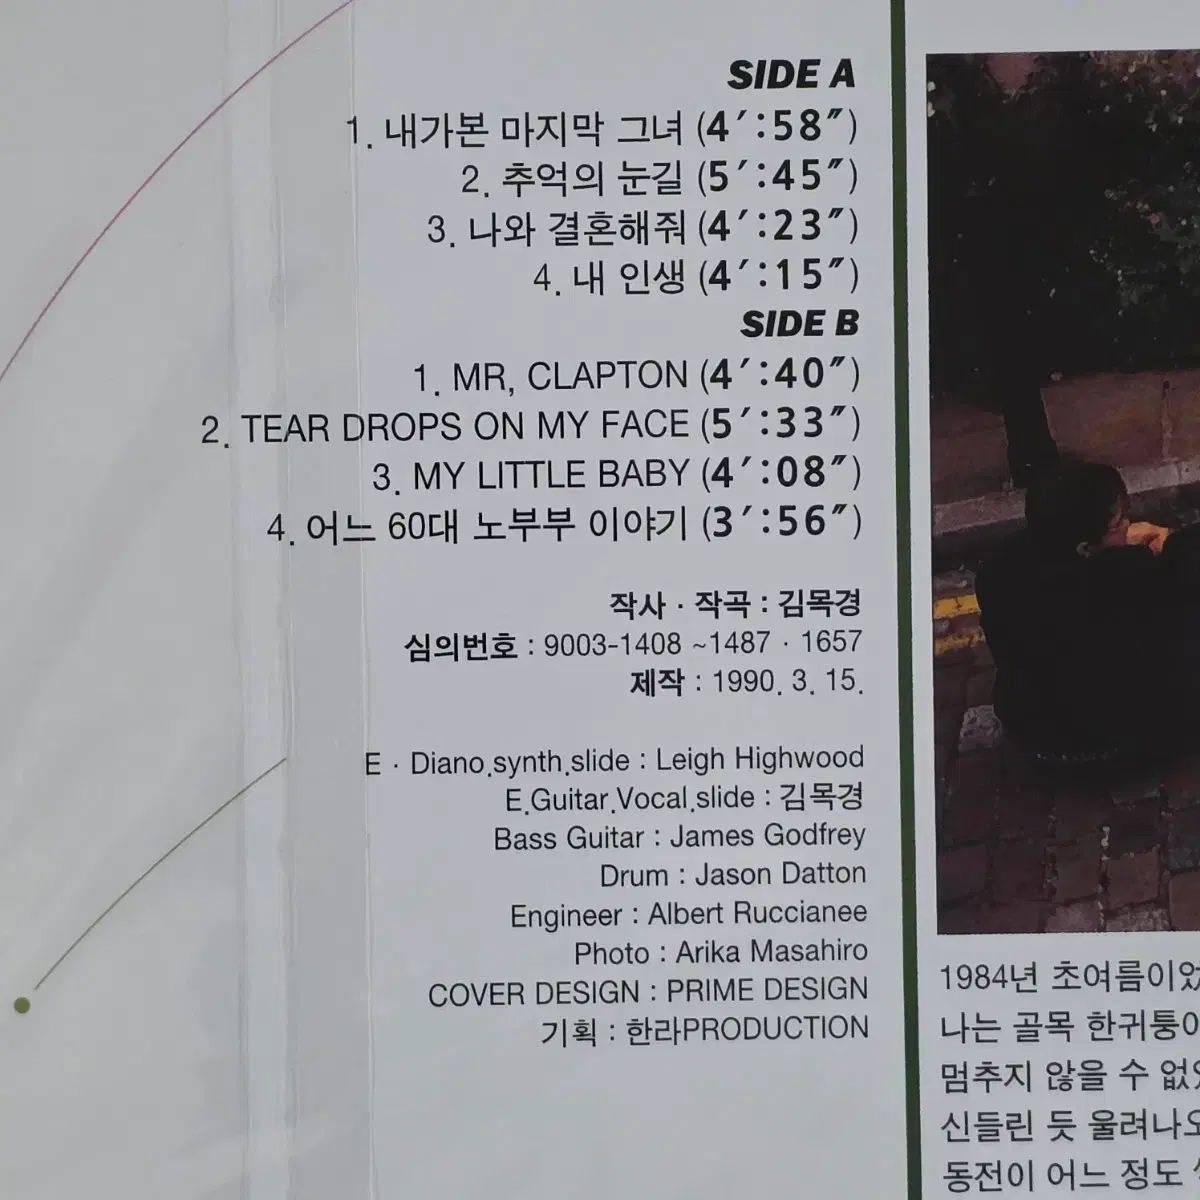 SIDE A
1. 내가본 마지막 그녀 (4′:58″)
2. 추억의 눈길 (5′:45″)
3. 나와 결혼해줘 (4′:23″)
4. 내 인생 (4′:15″)
SIDE B
1. MR, CLAPTON (4′:40″)
2. TEAR DROPS ON MY FACE (5′:33″)
3. MY LITTLE BABY (4′:08″)
4. 어느 60대 노부부 이야기 (3′:56″)
작사 · 작곡 : 김목경
심의번호 : 9003-1408 ~1487 · 1657
제작 : 1990. 3. 15.
E · Diano.synth.slide : Leigh Highwood
E.Guitar.Vocal.slide : 김목경
Bass Guitar : James Godfrey
Drum : Jason Datton
Engineer : Albert Ruccianee
Photo : Arika Masahiro
COVER DESIGN : PRIME DESIGN
기획 : 한라PRODUCTION
1984년 초여름이었
나는 골목 한귀퉁이
멈추지 않을 수 없었
신들린 듯 울려나오
동전이 어느 정도